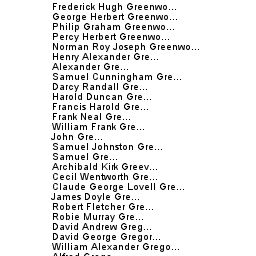 Frederick Hugh Greenwo...
George Herbert Greenwo...
Philip Graham Greenwo...
Percy Herbert Greenwo...
Norman Roy Joseph Greenwo...
Henry Alexander Gre...
Alexander Gre...
Samuel Cunningham Gre...
Darcy Randall Gre...
Harold Duncan Gre...
Francis Harold Gre...
Frank Neal Gre...
William Frank Gre...
John Gre...
Samuel Johnston Gre...
Samuel Gre...
Archibald Kirk Greev...
Cecil Wentworth Gre...
Claude George Lovell Gre...
James Doyle Gre...
Robert Fletcher Gre...
Robie Murray Gre...
David Andrew Greg...
David George Gregor...
William Alexander Grego...